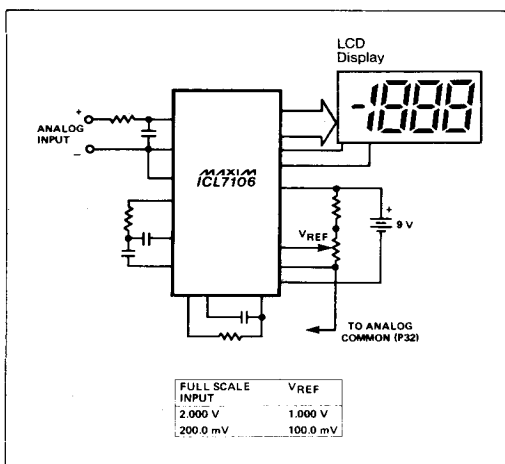 LCD
Display
-1888
+
ANALOG
INPUT
−
MAXIM
ICL7106
+
9 V
VREF
TO ANALOG
COMMON (P32)
FULL SCALE INPUT VREF
2.000 V 1.000 V
200.0 mV 100.0 mV